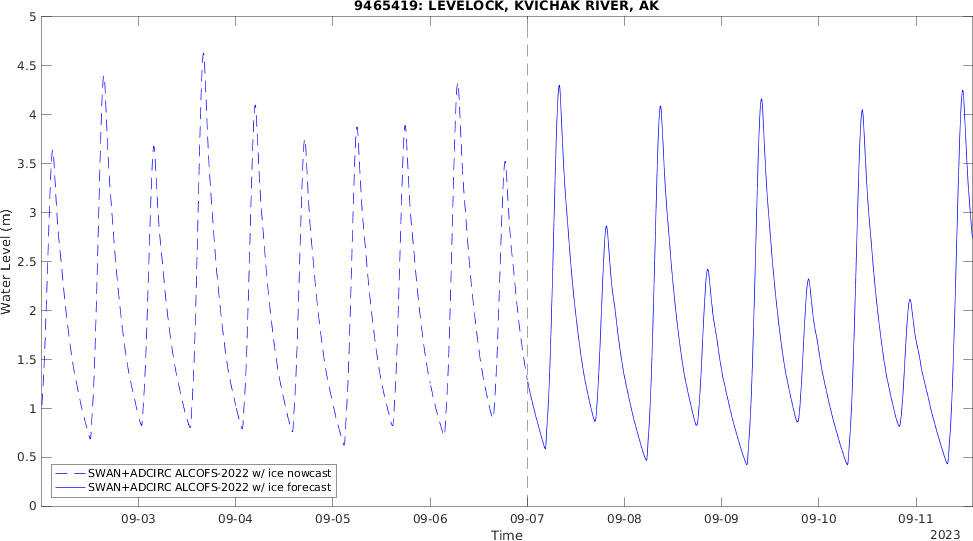 9465419: LEVELOCK, KVICHAK RIVER, AK
5
4.5
4
3.5
3
2.5
2
1.5
1
0.5
0
Water Level (m)
SWAN+ADCIRC ALCOFS-2022 w/ ice nowcast
SWAN+ADCIRC ALCOFS-2022 w/ ice forecast
09-03 09-04 09-05 09-06 09-07 09-08 09-09 09-10 09-11
Time
2023